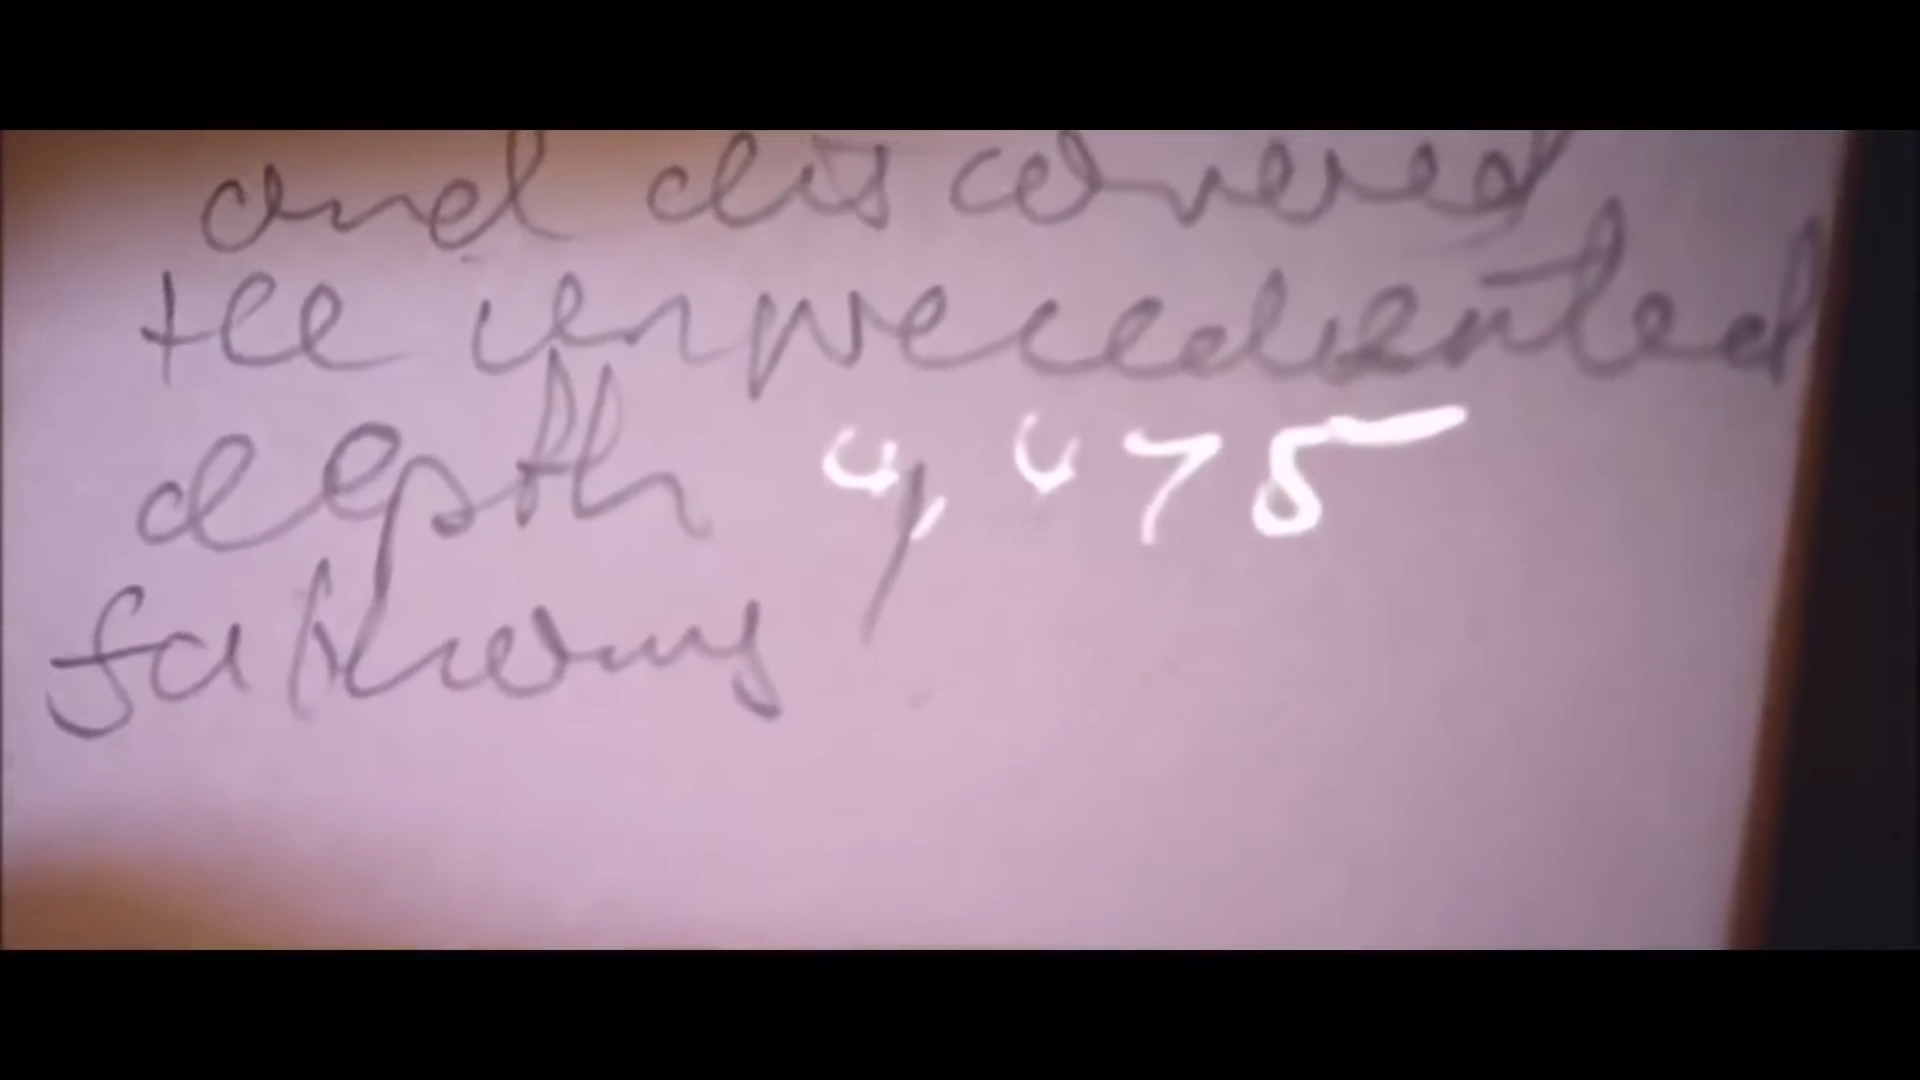 and discovered
the unprecedented
depth 4,475
fathoms